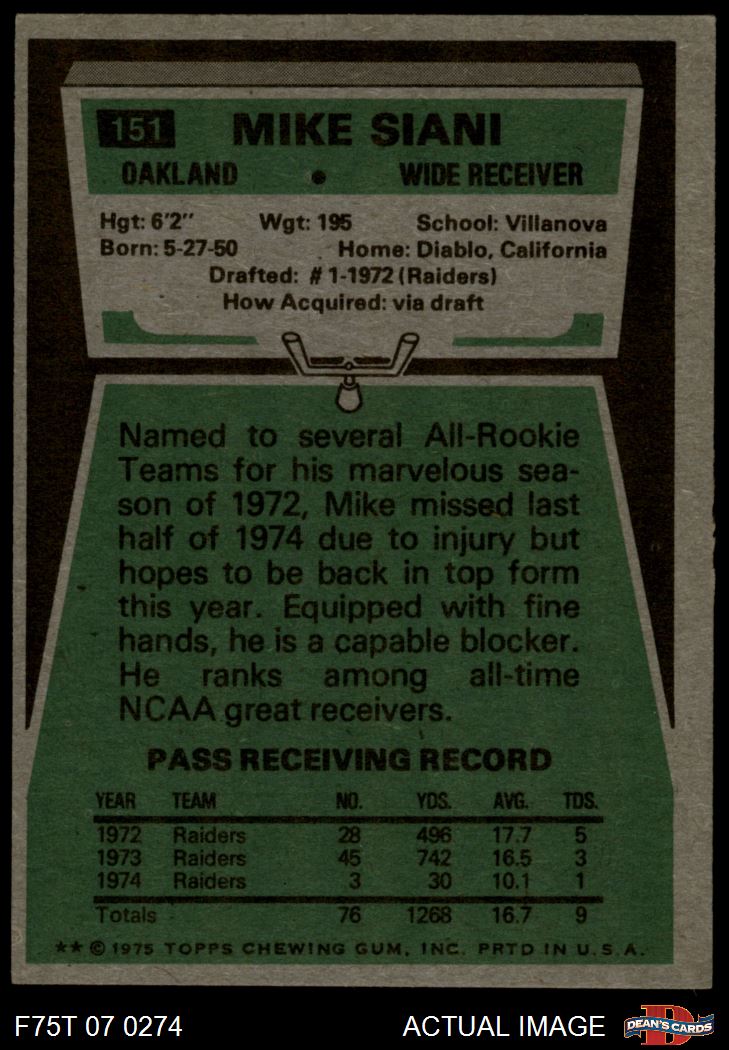 151 MIKE SIANI
OAKLAND • WIDE RECEIVER
Hgt: 6'2" Wgt: 195 School: Villanova
Born: 5-27-50 Home: Diablo, California
Drafted: #1-1972 (Raiders)
How Acquired: via draft
Named to several All-Rookie
Teams for his marvelous sea-
son of 1972, Mike missed last
half of 1974 due to injury but
hopes to be back in top form
this year. Equipped with fine
hands, he is a capable blocker.
He ranks among all-time
NCAA great receivers.
PASS RECEIVING RECORD
YEAR TEAM NO. YDS. AVG. TDS.
1972 Raiders 28 496 17.7 5
1973 Raiders 45 742 16.5 3
1974 Raiders 3 30 10.1 1
Totals 76 1268 16.7 9
** © 1975 TOPPS CHEWING GUM, INC. PRTD IN U.S.A.
F75T 07 0274 ACTUAL IMAGE D DEAN'S CARDS